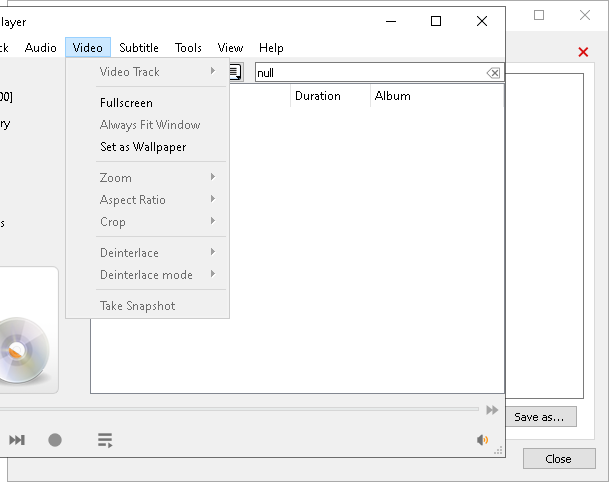 layer
ck Audio Video Subtitle Tools View Help
Video Track
null
Duration Album
00]
ry
Fullscreen
Always Fit Window
Set as Wallpaper
Zoom
Aspect Ratio
s
Crop
Deinterlace
Deinterlace mode
Take Snapshot
Save as...
Close